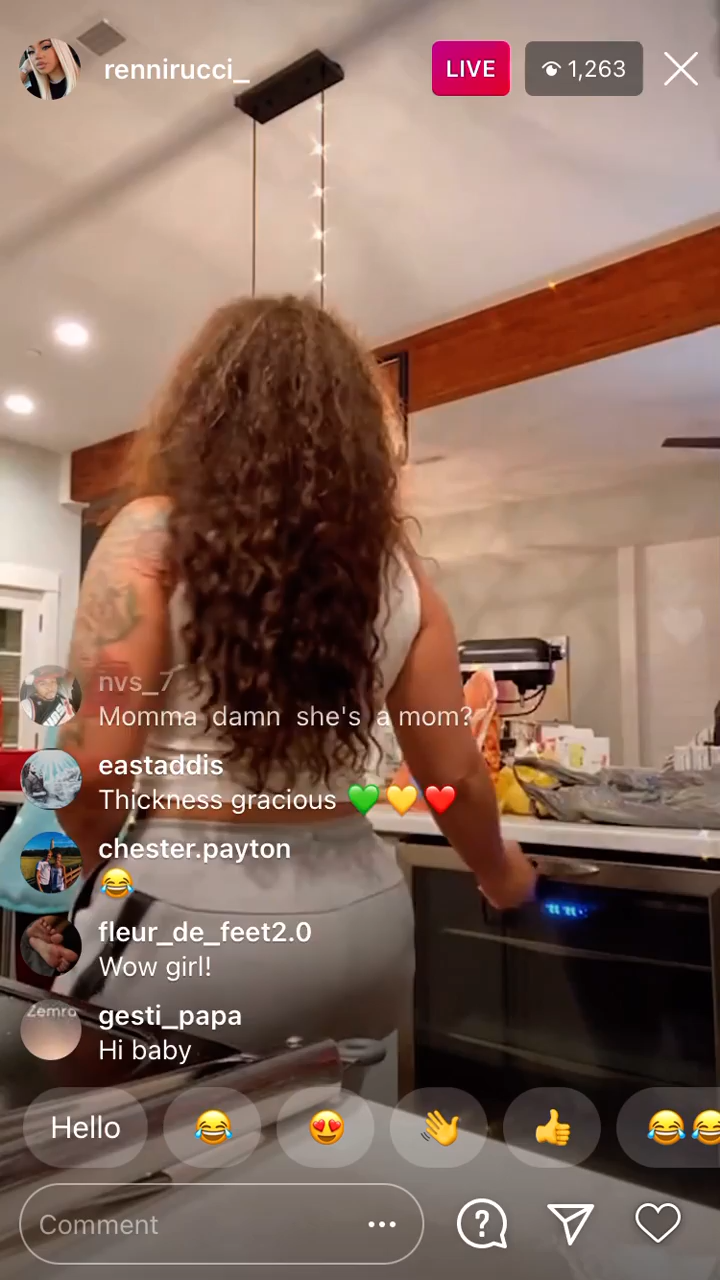 rennirucci_
LIVE
1,263
nvs_7
Momma damn she's a mom?
eastaddis
Thickness gracious 💚💛❤️
chester.payton
😂
fleur_de_feet2.0
Wow girl!
Zemra
gesti_papa
Hi baby
Hello 😂 😍 👋 👍 😂😂
Comment